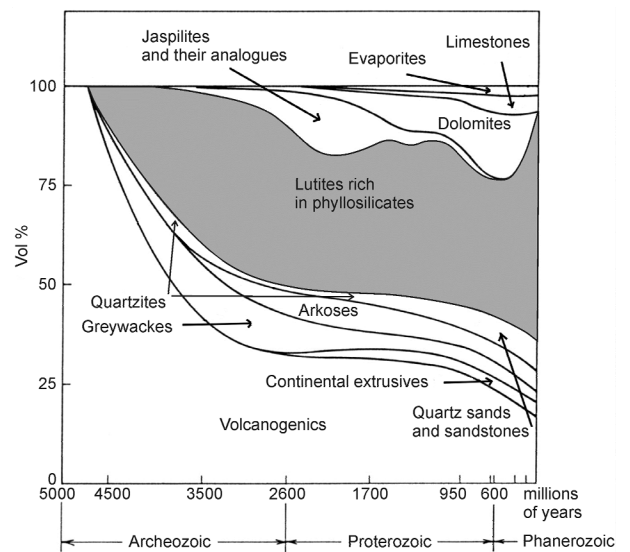 Jaspilites
and their analogues
Evaporites
Limestones
100
Dolomites
75
Lutites rich
in phyllosilicates
Vol %
50
Quartzites
Arkoses
Greywackes
25
Continental extrusives
Quartz sands
and sandstones
Volcanogenics
0
5000 4500 3500 2600 1700 950 600 millions
of years
Archeozoic Proterozoic Phanerozoic